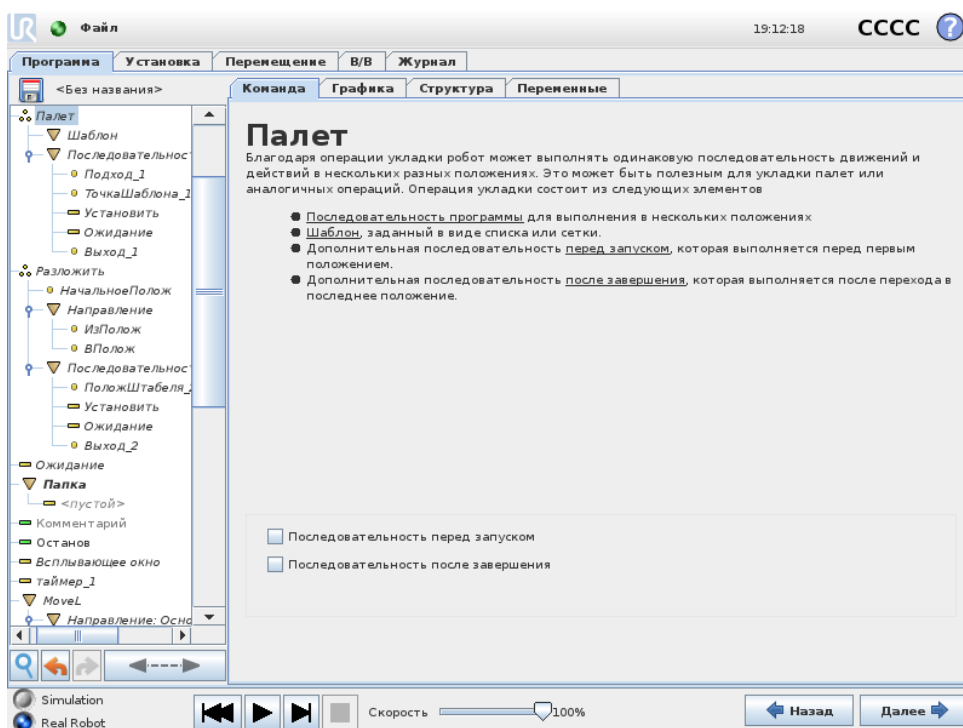 Файл
19:12:18
CCCC
?
Программа Установка Перемещение В/В Журнал
<Без названия>
Команда Графика Структура Переменные
Палет
Шаблон
Последовательнос
Подход_1
ТочкаШаблона_1
Установить
Ожидание
Выход_1
Разложить
НачальноеПолож
Направление
ИзПолож
ВПолож
Последовательнос
ПоложШтабеля_2
Установить
Ожидание
Выход_2
Ожидание
Папка
<пустой>
Комментарий
Останов
Всплывающее окно
таймер_1
MoveL
Направление: Осно
Палет
Благодаря операции укладки робот может выполнять одинаковую последовательность движений и
действий в нескольких разных положениях. Это может быть полезным для укладки палет или
аналогичных операций. Операция укладки состоит из следующих элементов
Последовательность программы для выполнения в нескольких положениях
Шаблон, заданный в виде списка или сетки.
Дополнительная последовательность перед запуском, которая выполняется перед первым
положением.
Дополнительная последовательность после завершения, которая выполняется после перехода в
последнее положение.
Последовательность перед запуском
Последовательность после завершения
Simulation
Real Robot
Скорость 100%
Назад Далее